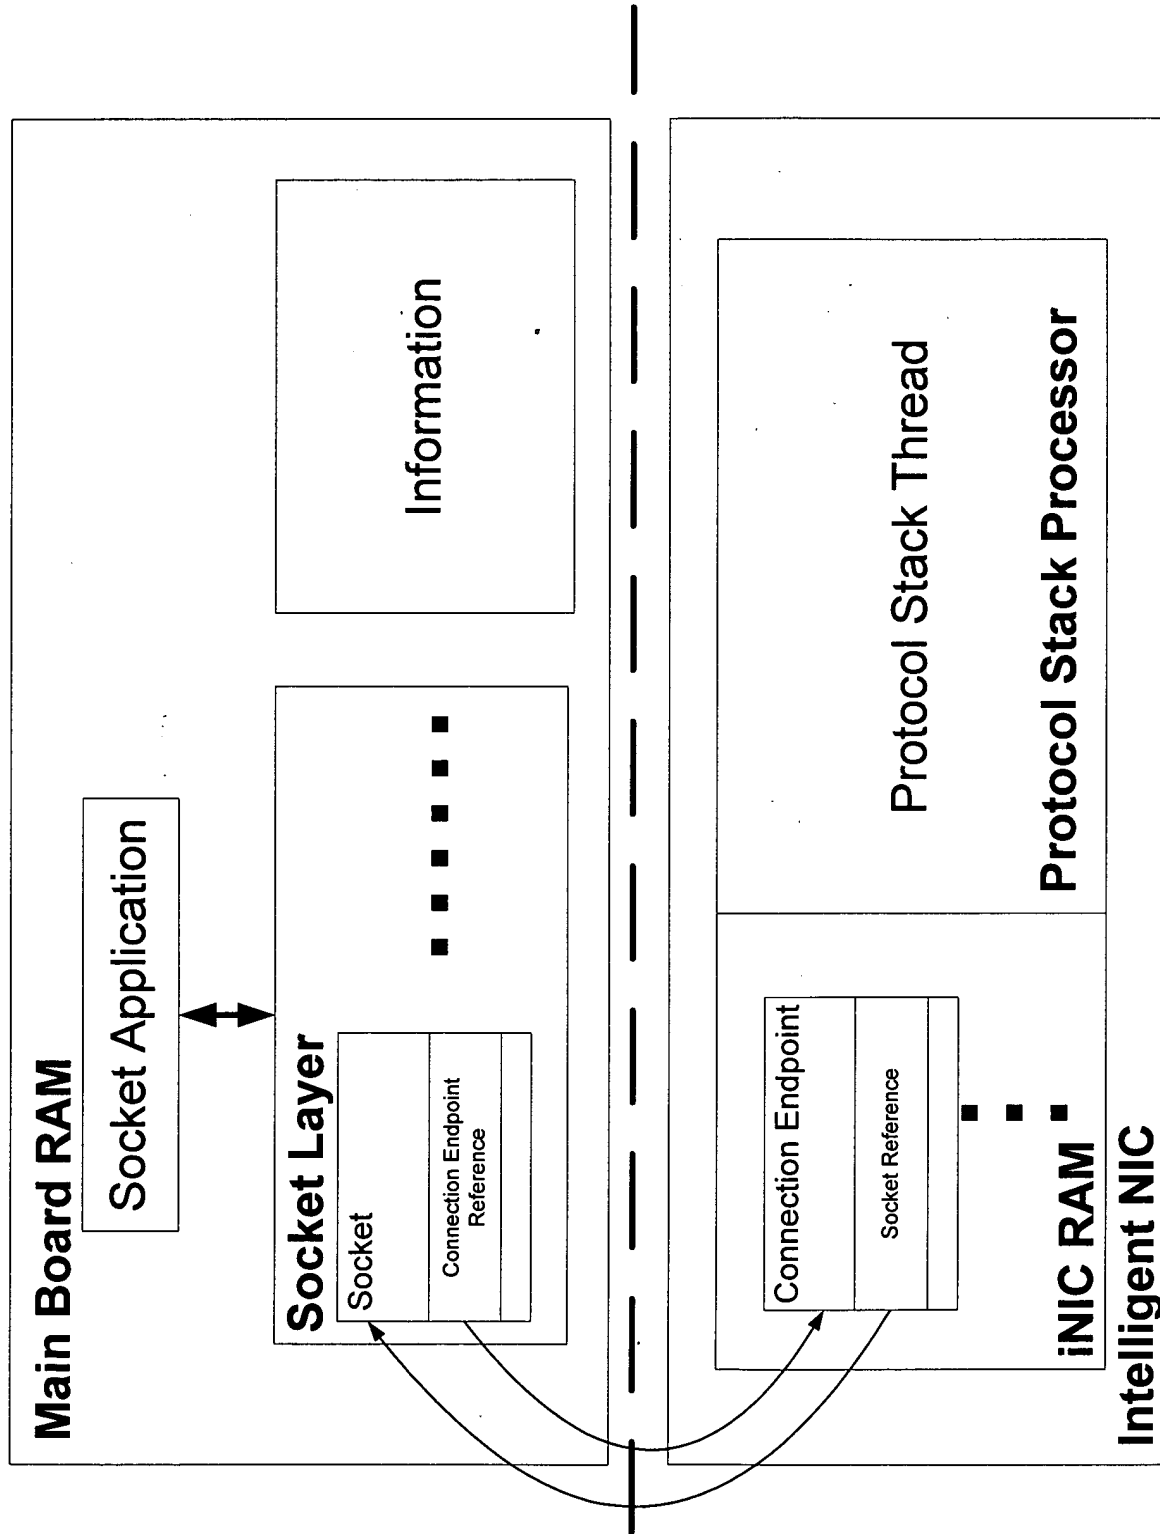 Main Board RAM
Socket Application
Socket Layer
Socket
Connection Endpoint
Reference
Information
Connection Endpoint
Socket Reference
iNIC RAM
Protocol Stack Thread
Protocol Stack Processor
Intelligent NIC